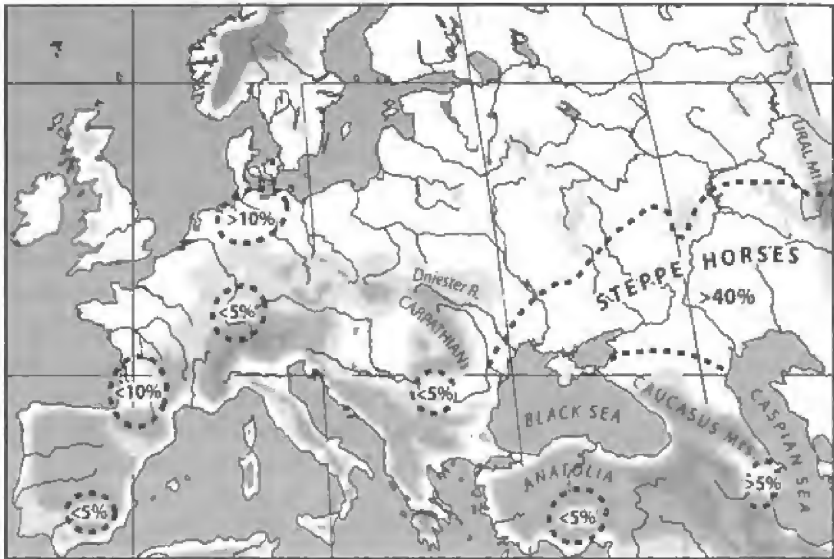 URAL MTS
>10%
STEPPE HORSES
>40%
Dniester R.
CARPATHIANS
<5%
<10%
<5%
BLACK SEA
CAUCASUS MTS
CASPIAN SEA
ANATOLIA
>5%
<5%
<5%